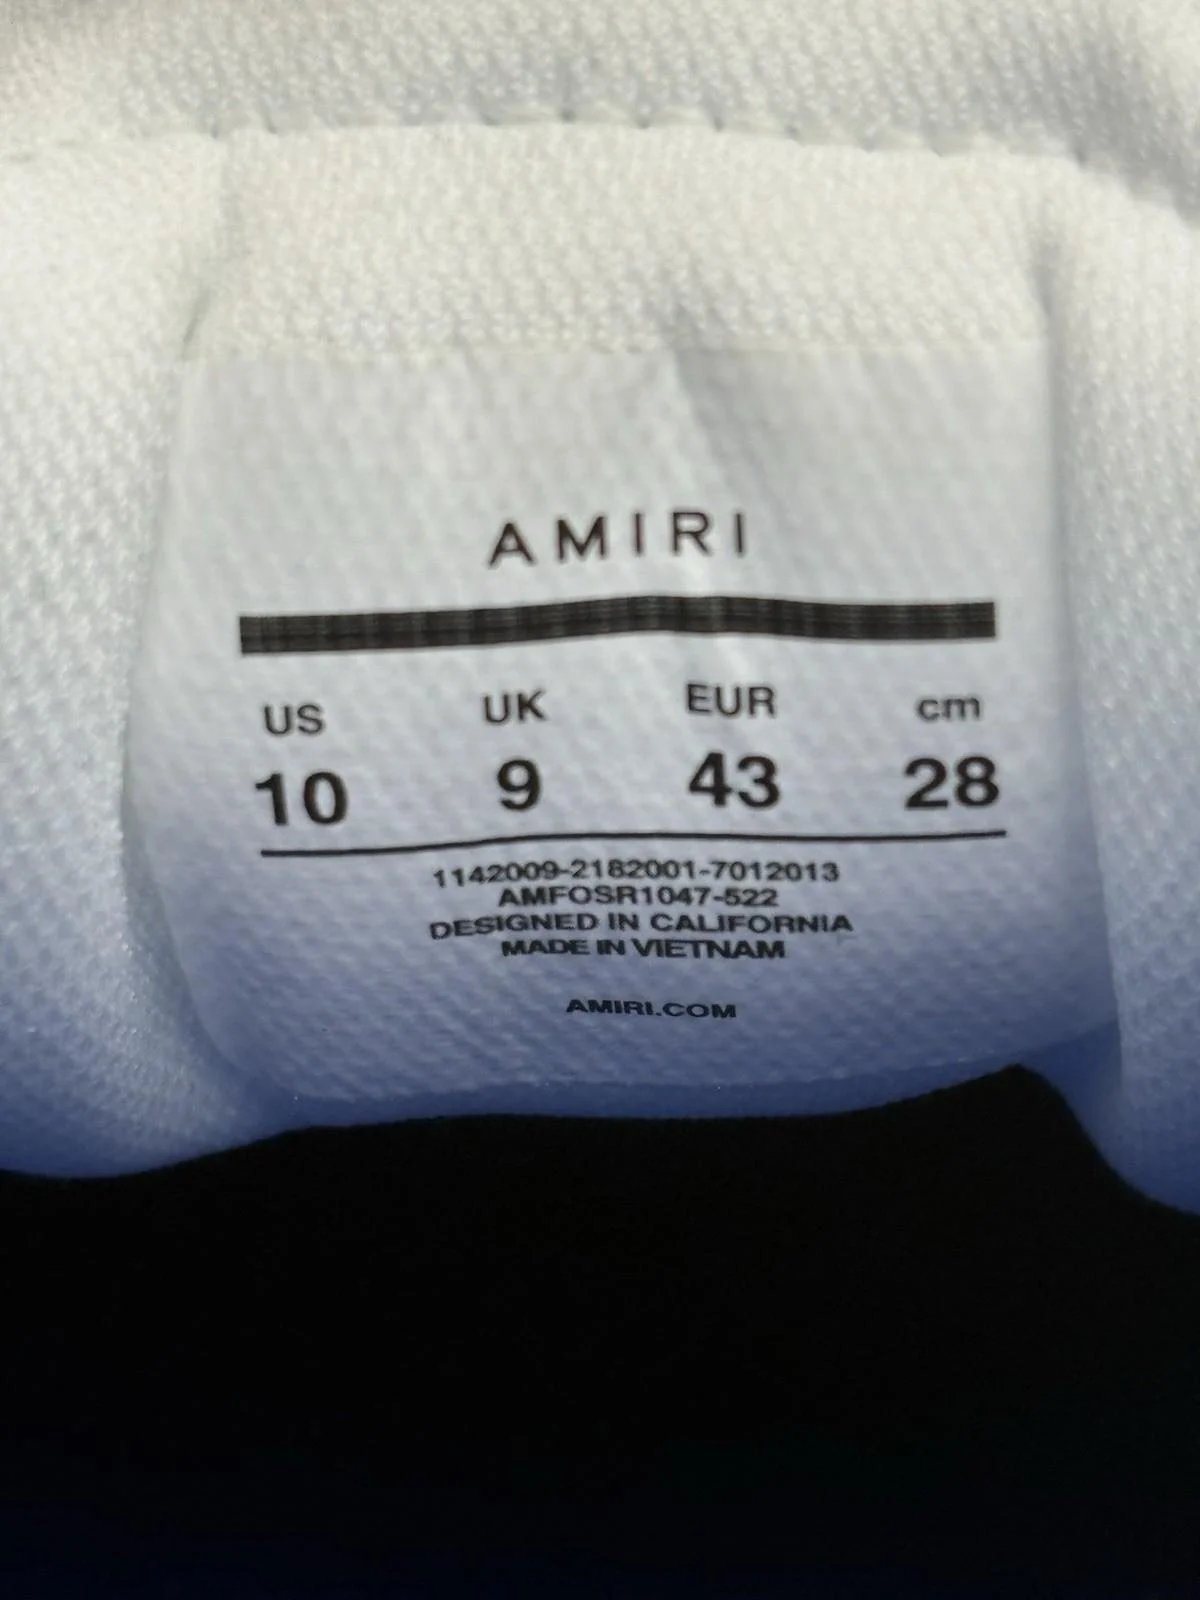 AMIRI
US UK EUR cm
10 9 43 28
1142009-2182001-7012013
AMFOSR1047-522
DESIGNED IN CALIFORNIA
MADE IN VIETNAM
AMIRI.COM